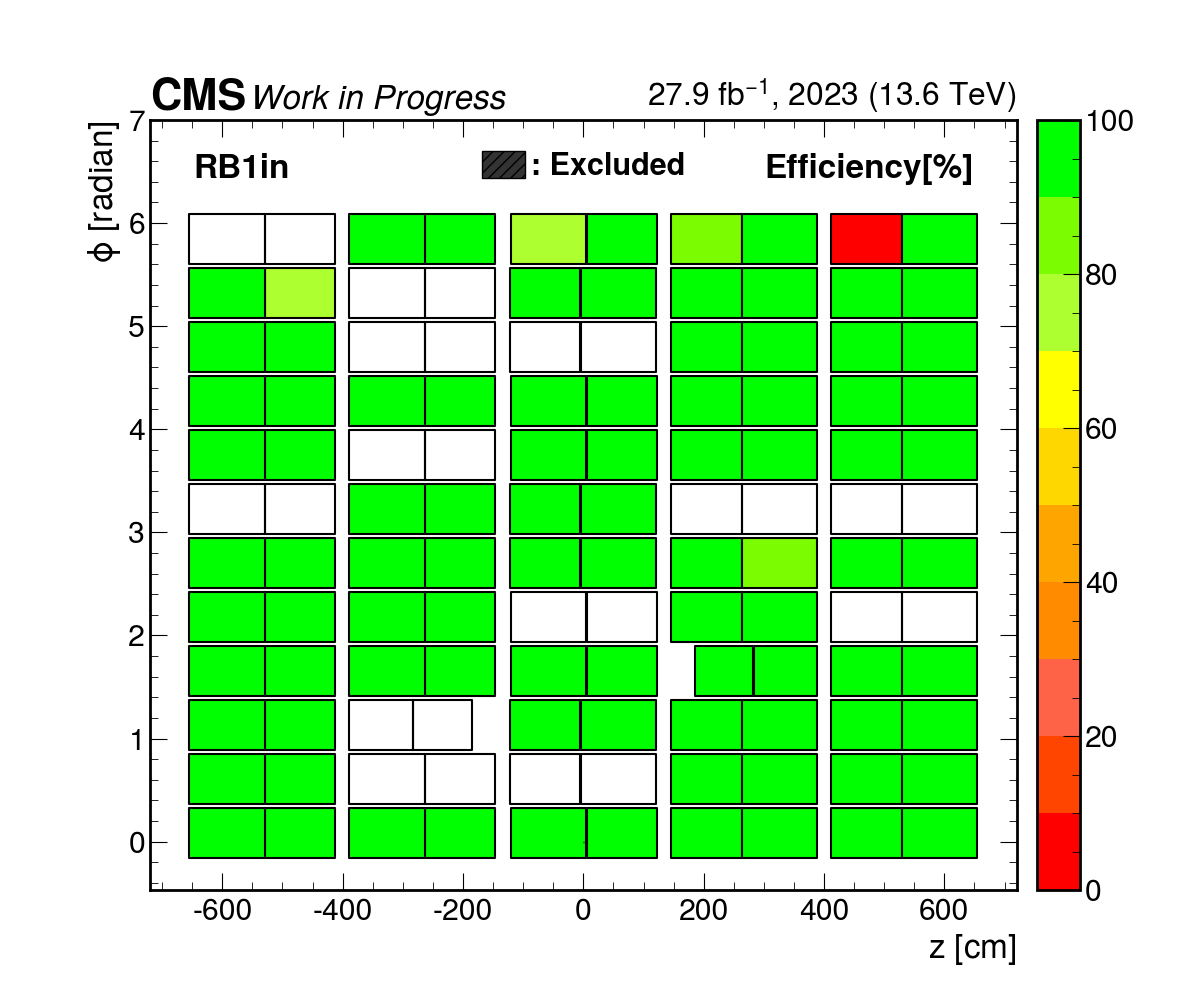 CMS Work in Progress 27.9 fb⁻¹, 2023 (13.6 TeV)
RB1in : Excluded Efficiency[%]
ϕ [radian]
7
6
5
4
3
2
1
0
-600 -400 -200 0 200 400 600
z [cm]
100
80
60
40
20
0